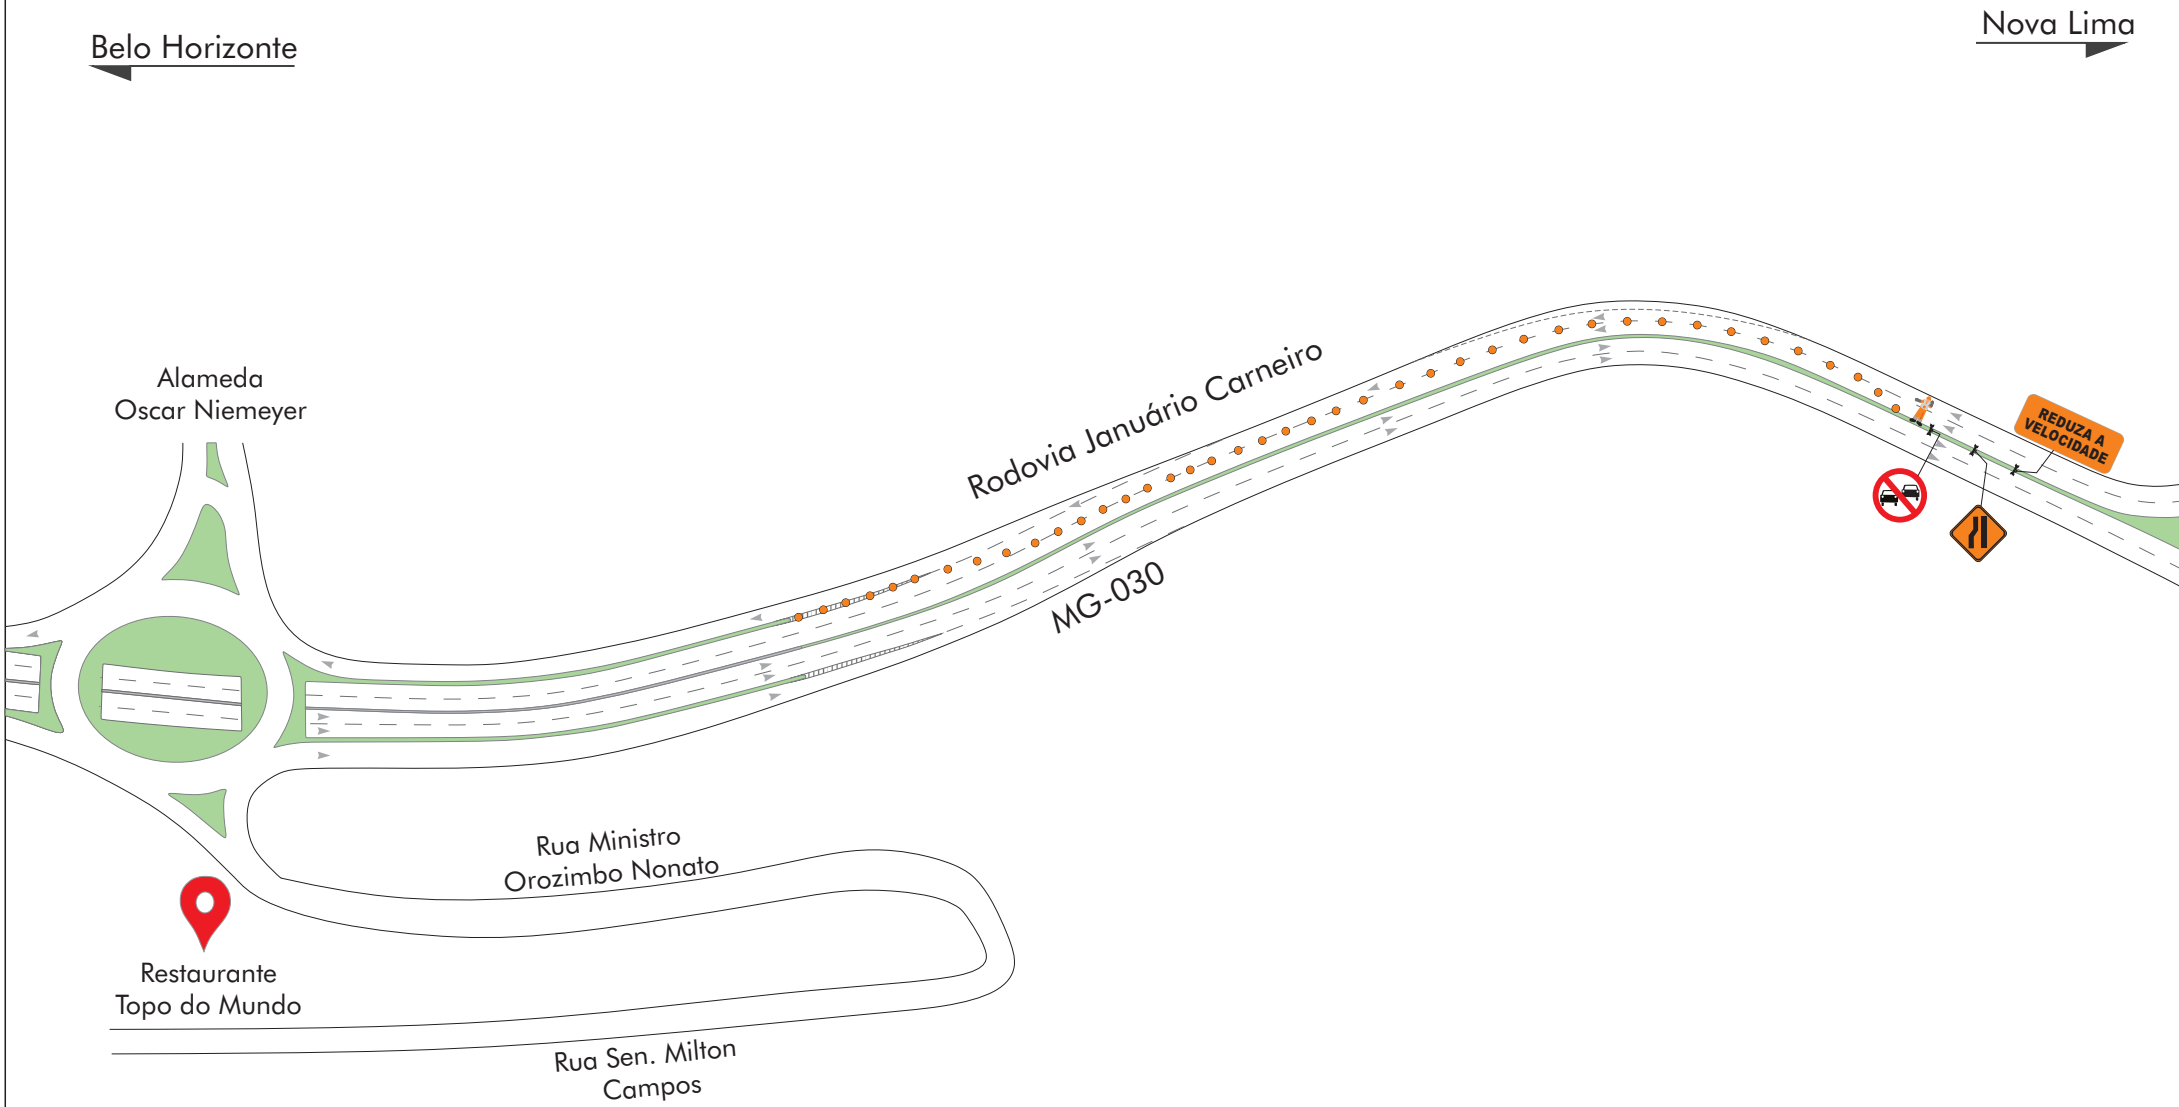 Belo Horizonte
Nova Lima
Alameda
Oscar Niemeyer
Rodovia Januário Carneiro
REDUZA A
VELOCIDADE
MG-030
Rua Ministro
Orozimbo Nonato
Restaurante
Topo do Mundo
Rua Sen. Milton
Campos